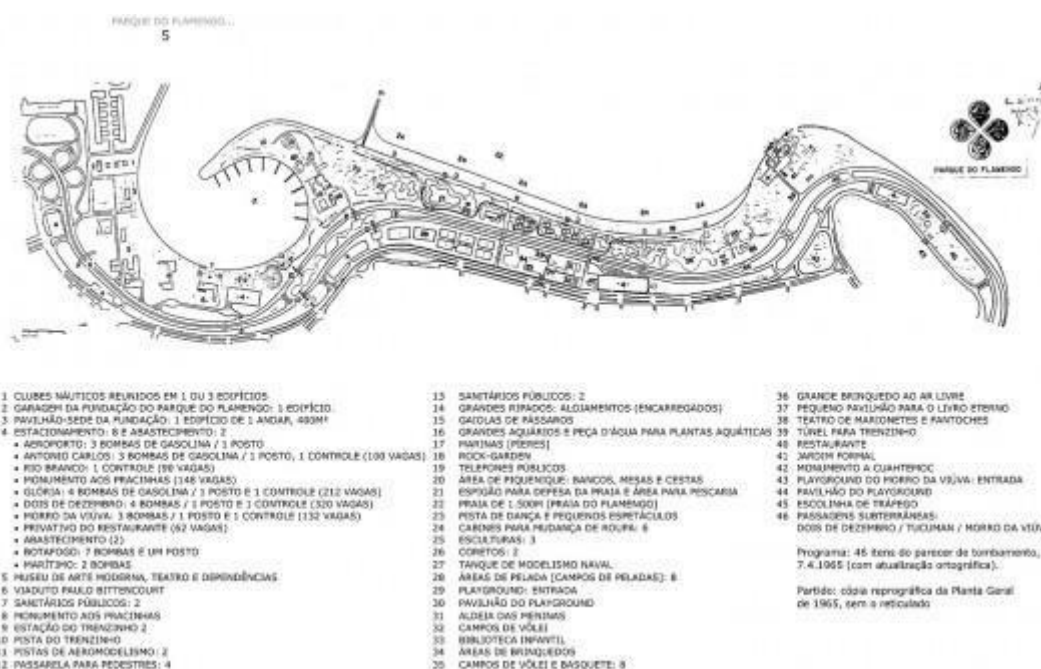 PARQUE DO FLAMENGO...
5
PARQUE DO FLAMENGO
1 CLUBES NÁUTICOS REUNIDOS EM 1 OU 3 EDIFÍCIOS
2 GARAGEM DA FUNDAÇÃO DO PARQUE DO FLAMENGO: 1 EDIFÍCIO
3 PAVILHÃO-SEDE DA FUNDAÇÃO: 1 EDIFÍCIO DE 1 ANDAR, 400M²
4 ESTACIONAMENTO: 8 E ABASTECIMENTO: 2
• AEROPORTO: 3 BOMBAS DE GASOLINA / 1 POSTO
• ANTONIO CARLOS: 3 BOMBAS DE GASOLINA / 1 POSTO, 1 CONTROLE (108 VAGAS)
• RIO BRANCO: 1 CONTROLE (90 VAGAS)
• MONUMENTO AOS PRACINHAS (148 VAGAS)
• GLÓRIA: 4 BOMBAS DE GASOLINA / 1 POSTO E 1 CONTROLE (212 VAGAS)
• DOIS DE DEZEMBRO: 4 BOMBAS / 1 POSTO E 1 CONTROLE (320 VAGAS)
• MORRO DA VIÚVA: 3 BOMBAS / 1 POSTO E 1 CONTROLE (132 VAGAS)
• PRIVATIVO DO RESTAURANTE (62 VAGAS)
• ABASTECIMENTO (2)
• BOTAFOGO: 7 BOMBAS E UM POSTO
• MARÍTIMO: 2 BOMBAS
5 MUSEU DE ARTE MODERNA, TEATRO E DEPENDÊNCIAS
6 VIADUTO PAULO BITTENCOURT
7 SANITÁRIOS PÚBLICOS: 2
8 MONUMENTO AOS PRACINHAS
9 ESTAÇÃO DO TRENZINHO 2
10 PISTA DO TRENZINHO
11 PISTAS DE AEROMODELISMO: 2
12 PASSARELA PARA PEDESTRES: 4
13 SANITÁRIOS PÚBLICOS: 2
14 GRANDES RIPADOS: ALOJAMENTOS (ENCARREGADOS)
15 GAIOLAS DE PÁSSAROS
16 GRANDES AQUÁRIOS E PEÇA D'ÁGUA PARA PLANTAS AQUÁTICAS
17 MARINAS [PIERES]
18 ROCK-GARDEN
19 TELEFONES PÚBLICOS
20 ÁREA DE PIQUENIQUE: BANCOS, MESAS E CESTAS
21 ESPIGÃO PARA DEFESA DA PRAIA E ÁREA PARA PESCARIA
22 PRAIA DE 1.500M [PRAIA DO FLAMENGO]
23 PISTA DE DANÇA E PEQUENOS ESPETÁCULOS
24 CABINES PARA MUDANÇA DE ROUPA: 6
25 ESCULTURAS: 3
26 CORETOS: 2
27 TANQUE DE MODELISMO NAVAL
28 ÁREAS DE PELADA [CAMPOS DE PELADAS]: 8
29 PLAYGROUND: ENTRADA
30 PAVILHÃO DO PLAYGROUND
31 ALDEIA DAS MENINAS
32 CAMPOS DE VÔLEI
33 BIBLIOTECA INFANTIL
34 ÁREAS DE BRINQUEDOS
35 CAMPOS DE VÔLEI E BASQUETE: 8
36 GRANDE BRINQUEDO AO AR LIVRE
37 PEQUENO PAVILHÃO PARA O LIVRO ETERNO
38 TEATRO DE MARIONETES E FANTOCHES
39 TÚNEL PARA TRENZINHO
40 RESTAURANTE
41 JARDIM FORMAL
42 MONUMENTO A CUAHTEMOC
43 PLAYGROUND DO MORRO DA VIÚVA: ENTRADA
44 PAVILHÃO DO PLAYGROUND
45 ESCOLINHA DE TRÁFEGO
46 PASSAGENS SUBTERRÂNEAS:
DOIS DE DEZEMBRO / TUCUMAN / MORRO DA VIÚV
Programa: 46 itens do parecer de tombamento,
7.4.1965 (com atualização ortográfica).
Partido: cópia reprográfica da Planta Geral
de 1965, sem o reticulado